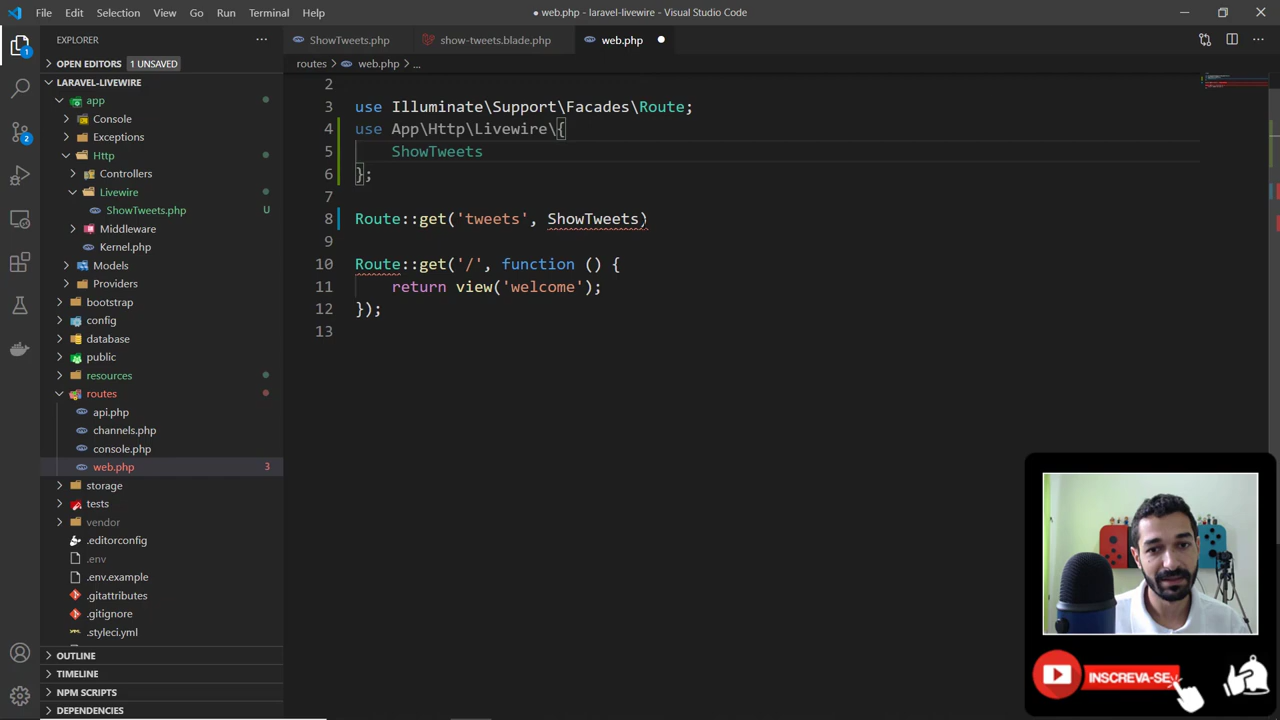 File Edit Selection View Go Run Terminal Help
● web.php - laravel-livewire - Visual Studio Code
EXPLORER
OPEN EDITORS 1 UNSAVED
LARAVEL-LIVEWIRE
app
Console
Exceptions
Http
Controllers
Livewire
ShowTweets.php U
Middleware
Kernel.php
Models
Providers
bootstrap
config
database
public
resources
routes
api.php
channels.php
console.php
web.php 3
storage
tests
vendor
.editorconfig
.env
.env.example
.gitattributes
.gitignore
.styleci.yml
OUTLINE
TIMELINE
NPM SCRIPTS
DEPENDENCIES
1
2
ShowTweets.php show-tweets.blade.php web.php
routes > web.php > ...
2
3 use Illuminate\Support\Facades\Route;
4 use App\Http\Livewire\{
5 ShowTweets
6 };
7
8 Route::get('tweets', ShowTweets)
9
10 Route::get('/', function () {
11 return view('welcome');
12 });
13
INSCREVA-SE